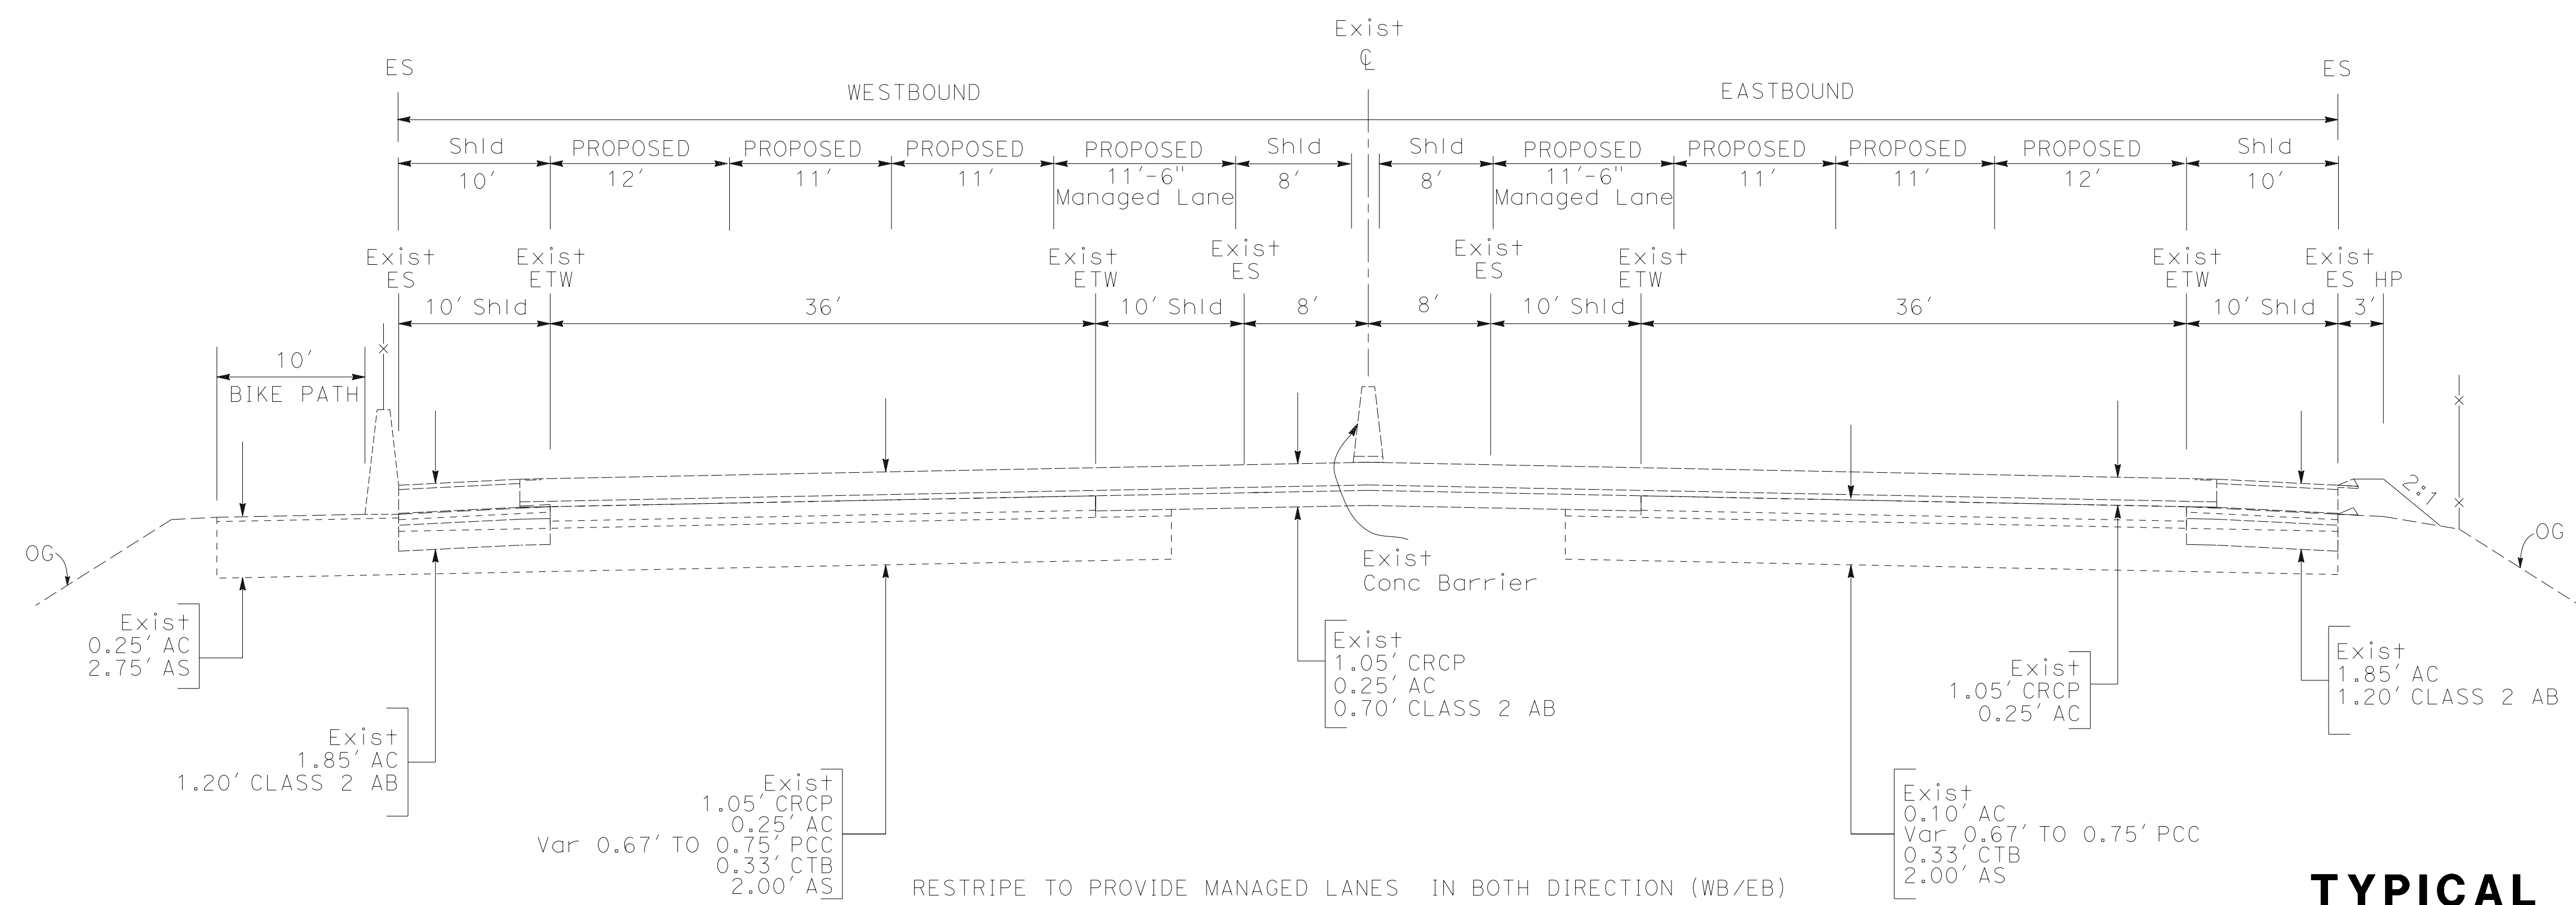 Exist
℄
ES
ES
WESTBOUND
EASTBOUND
Shld
PROPOSED
PROPOSED
PROPOSED
PROPOSED
Shld
Shld
PROPOSED
PROPOSED
PROPOSED
PROPOSED
Shld
10'
12'
11'
11'
11'-6"
8'
8'
11'-6"
11'
11'
12'
10'
Managed Lane
Managed Lane
Exist
ES
Exist
ETW
Exist
ETW
Exist
ES
Exist
ES
Exist
ETW
Exist
ETW
Exist
ES HP
10' Shld
36'
10' Shld
8'
8'
10' Shld
36'
10' Shld
3'
10'
BIKE PATH
2:1
OG
OG
Exist
Conc Barrier
Exist
0.25' AC
2.75' AS
Exist
1.85' AC
1.20' CLASS 2 AB
Exist
1.05' CRCP
0.25' AC
Var 0.67' TO 0.75' PCC
0.33' CTB
2.00' AS
Exist
1.05' CRCP
0.25' AC
0.70' CLASS 2 AB
Exist
1.05' CRCP
0.25' AC
Exist
1.85' AC
1.20' CLASS 2 AB
Exist
0.10' AC
Var 0.67' TO 0.75' PCC
0.33' CTB
2.00' AS
RESTRIPE TO PROVIDE MANAGED LANES IN BOTH DIRECTION (WB/EB)
TYPICAL